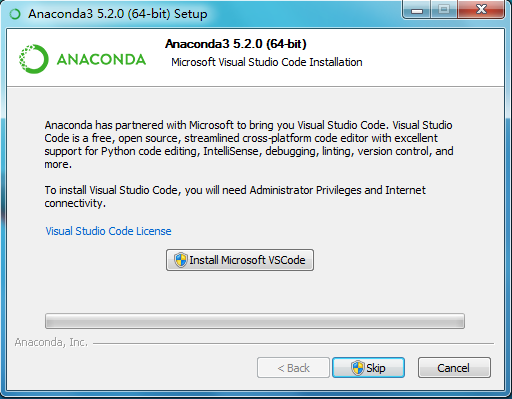 Anaconda3 5.2.0 (64-bit) Setup
Anaconda3 5.2.0 (64-bit)
Microsoft Visual Studio Code Installation
ANACONDA
Anaconda has partnered with Microsoft to bring you Visual Studio Code. Visual Studio
Code is a free, open source, streamlined cross-platform code editor with excellent
support for Python code editing, IntelliSense, debugging, linting, version control, and
more.
To install Visual Studio Code, you will need Administrator Privileges and Internet
connectivity.
Visual Studio Code License
Install Microsoft VSCode
Anaconda, Inc.
< Back
Skip
Cancel